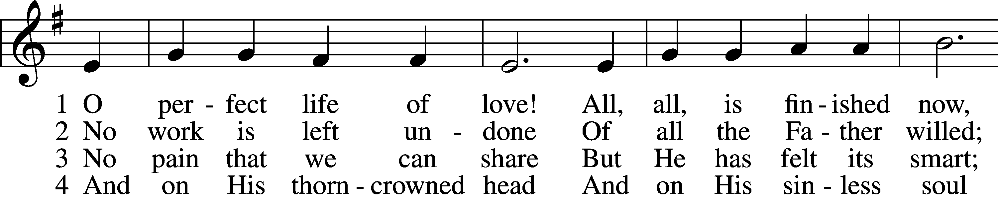 1 O per - fect life of love! All, all, is fin - ished now,
2 No work is left un - done Of all the Fa - ther willed;
3 No pain that we can share But He has felt its smart;
4 And on His thorn - crowned head And on His sin - less soul